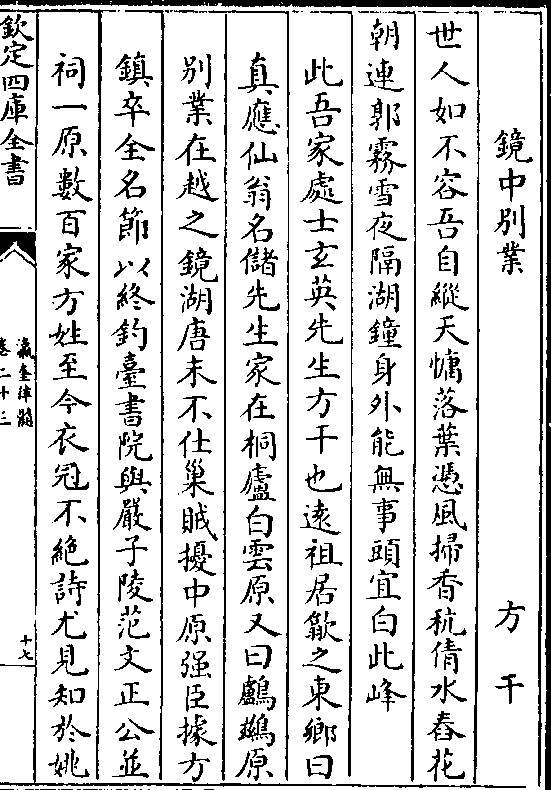 鏡中別業　方干
世人如不容吾自縱天慵落葉憑風掃香秔倩水舂花
朝連郭霧雪夜隔湖鐘身外能無事頭宜白此峰
此吾家處士玄英先生方干也遠祖居歙之東鄉曰
真應仙翁名儲先生家在桐廬白雲原又曰鸕鷀原
別業在越之鏡湖唐末不仕巢賊擾中原强臣據方
鎮卒全名節以終釣臺書院與嚴子陵范文正公並
祠一原數百家方姓至今衣冠不絶詩尤見知於姚
欽定四庫全書
瀛奎律髓
卷二十三
十七